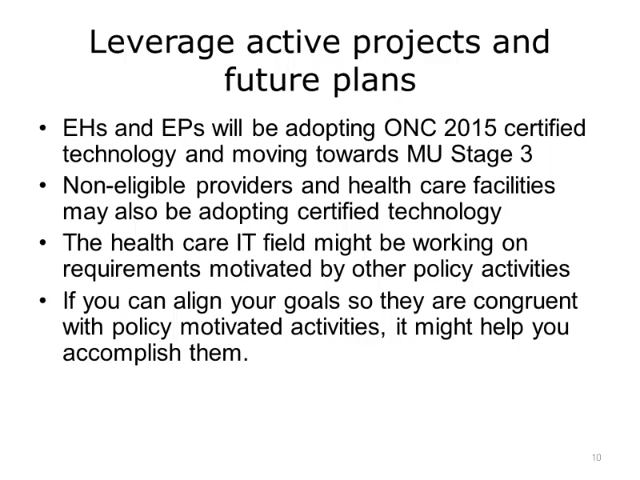 Leverage active projects and
future plans
• EHs and EPs will be adopting ONC 2015 certified
technology and moving towards MU Stage 3
• Non-eligible providers and health care facilities
may also be adopting certified technology
• The health care IT field might be working on
requirements motivated by other policy activities
• If you can align your goals so they are congruent
with policy motivated activities, it might help you
accomplish them.
10